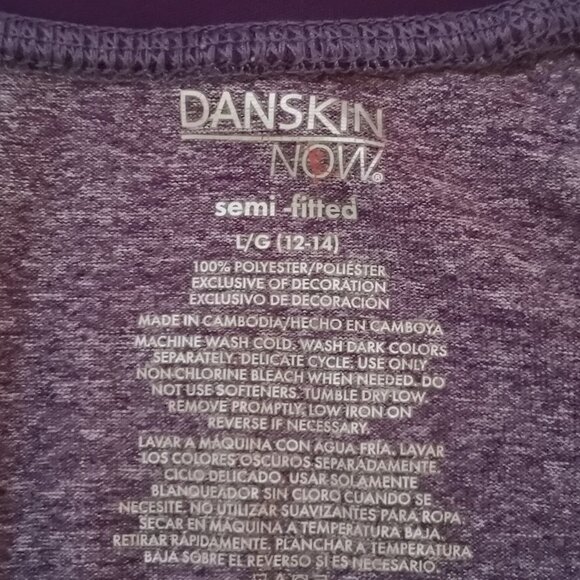 DANSKIN
NOW®
semi-fitted
L/G (12-14)
100% POLYESTER/POLIÉSTER
EXCLUSIVE OF DECORATION
EXCLUSIVO DE DECORACIÓN
MADE IN CAMBODIA/HECHO EN CAMBOYA
MACHINE WASH COLD. WASH DARK COLORS
SEPARATELY. DELICATE CYCLE. USE ONLY
NON-CHLORINE BLEACH WHEN NEEDED. DO
NOT USE SOFTENERS. TUMBLE DRY LOW.
REMOVE PROMPTLY. LOW IRON ON
REVERSE IF NECESSARY.
LAVAR A MÁQUINA CON AGUA FRÍA. LAVAR
LOS COLORES OSCUROS SEPARADAMENTE.
CICLO DELICADO. USAR SOLAMENTE
BLANQUEADOR SIN CLORO CUANDO SE
NECESITE. NO UTILIZAR SUAVIZANTES PARA ROPA.
SECAR EN MÁQUINA A TEMPERATURA BAJA.
RETIRAR RÁPIDAMENTE. PLANCHAR A TEMPERATURA
BAJA SOBRE EL REVERSO SI ES NECESARIO.